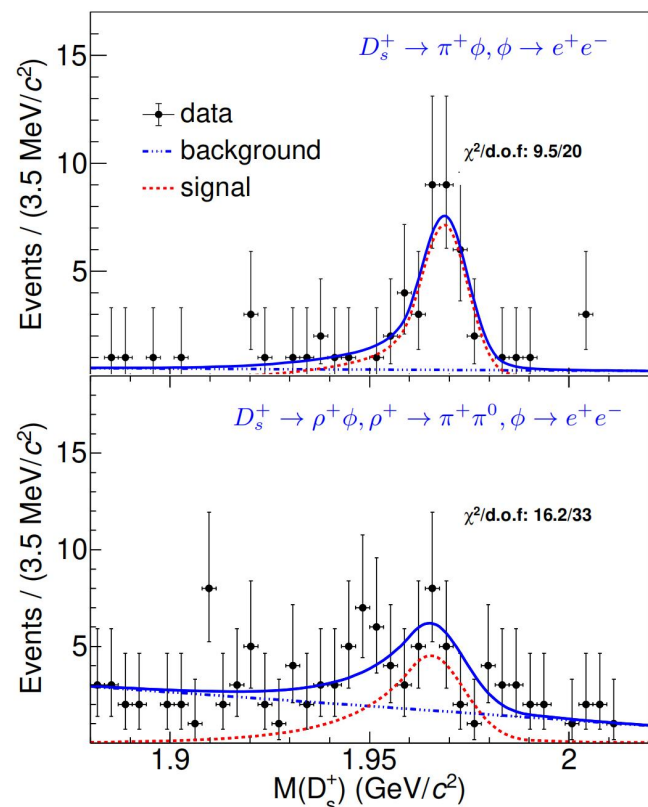 D_s^+ → π^+ φ, φ → e^+ e^-
15
10
5
Events / (3.5 MeV/c²)
data
background
signal
χ²/d.o.f: 9.5/20
D_s^+ → ρ^+ φ, ρ^+ → π^+ π^0, φ → e^+ e^-
15
10
5
Events / (3.5 MeV/c²)
χ²/d.o.f: 16.2/33
1.9 1.95 2
M(D_s^+) (GeV/c²)